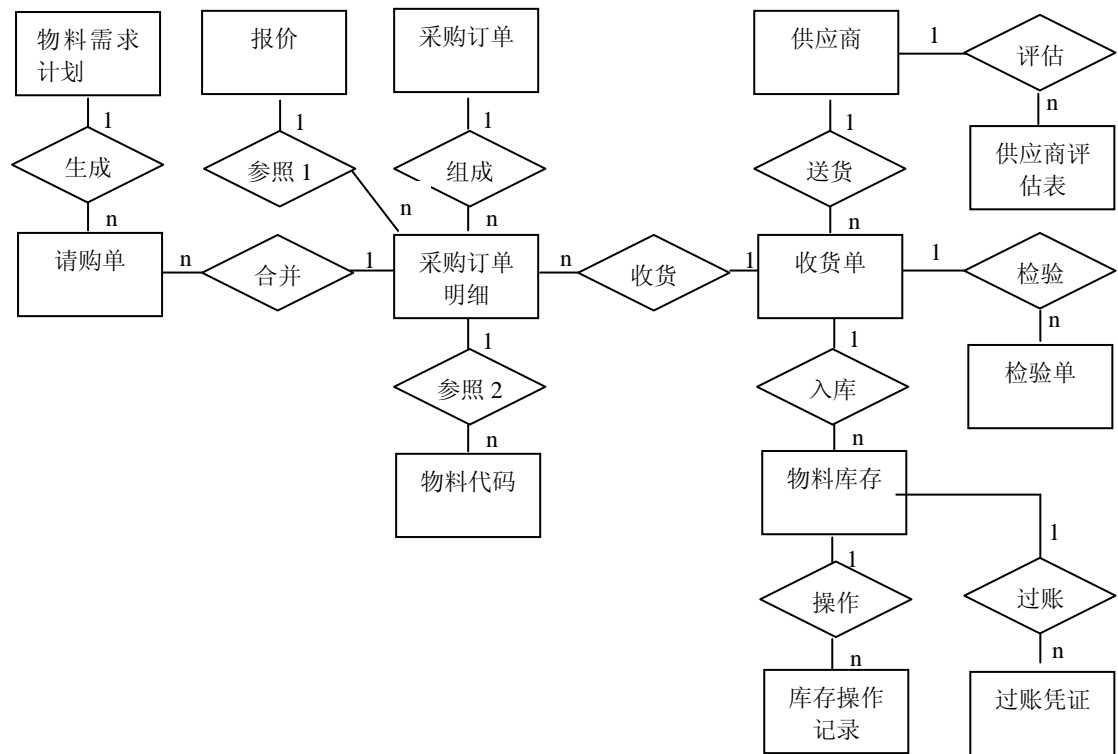 物料需求
计划
报价
采购订单
供应商
1
评估
1
1
1
1
n
生成
参照 1
组成
送货
供应商评
估表
n
n
n
n
请购单
n
合并
1
采购订单
明细
n
收货
1
收货单
1
检验
n
1
1
检验单
参照 2
入库
n
n
物料代码
物料库存
1
1
操作
过账
n
n
库存操作
记录
过账凭证